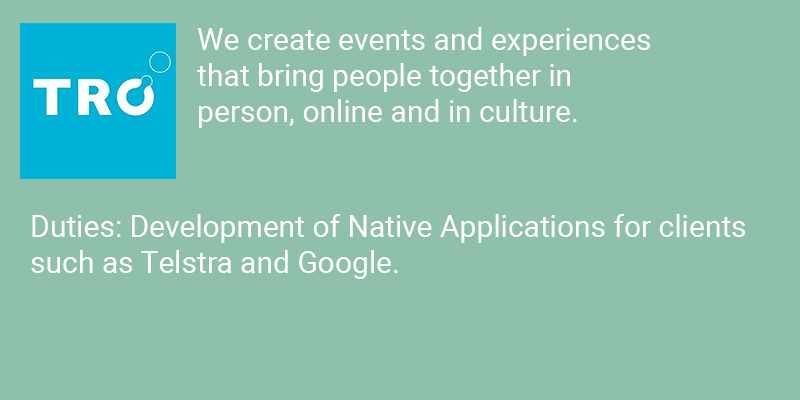 TRO
We create events and experiences
that bring people together in
person, online and in culture.
Duties: Development of Native Applications for clients
such as Telstra and Google.